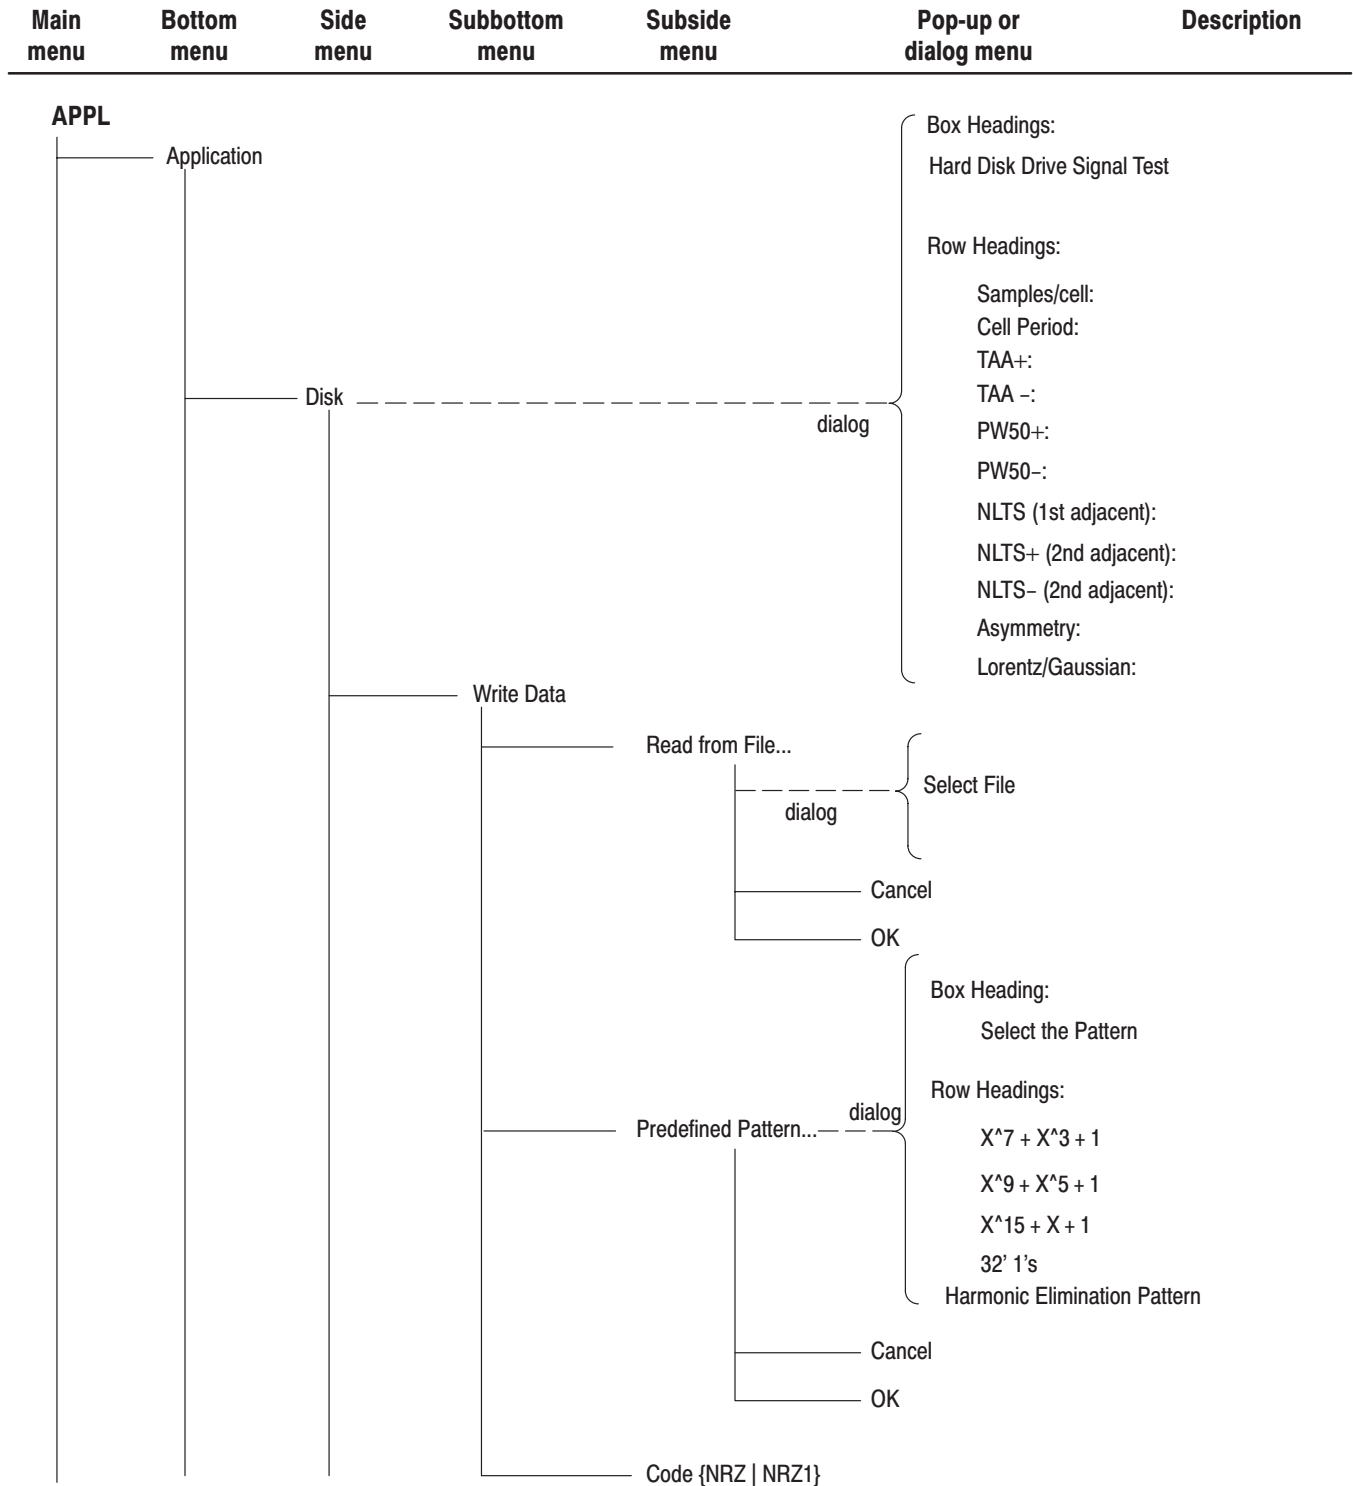 Main menu
Bottom menu
Side menu
Subbottom menu
Subside menu
Pop-up or dialog menu
Description
APPL
Application
Box Headings:
Hard Disk Drive Signal Test
Row Headings:
Samples/cell:
Cell Period:
TAA+:
TAA –:
Disk
dialog
PW50+:
PW50–:
NLTS (1st adjacent):
NLTS+ (2nd adjacent):
NLTS– (2nd adjacent):
Asymmetry:
Lorentz/Gaussian:
Write Data
Read from File...
dialog
Select File
Cancel
OK
Box Heading:
Select the Pattern
Row Headings:
Predefined Pattern...
dialog
X^7 + X^3 + 1
X^9 + X^5 + 1
X^15 + X + 1
32’ 1’s
Harmonic Elimination Pattern
Cancel
OK
Code {NRZ | NRZ1}